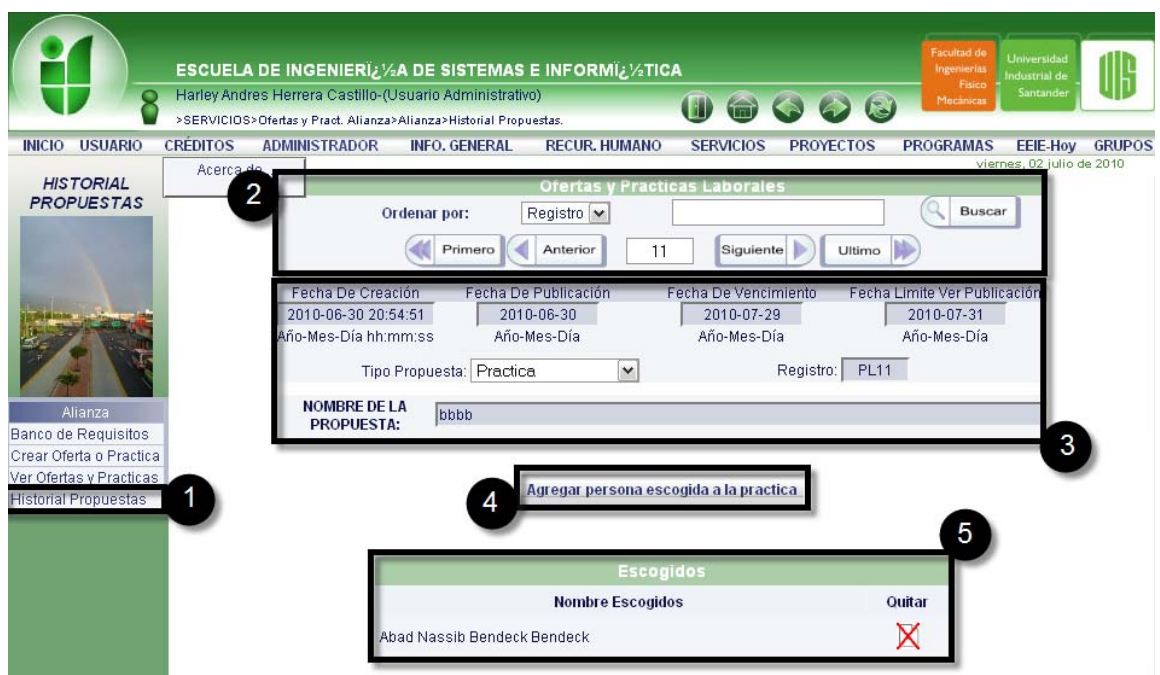 ESCUELA DE INGENIERÏ¿½A DE SISTEMAS E INFORMÏ¿½TICA
Harley Andres Herrera Castillo-(Usuario Administrativo)
>SERVICIOS>Ofertas y Pract. Alianza>Alianza>Historial Propuestas.
Facultad de
Ingenierías
Físico
Mecánicas
Universidad
Industrial de
Santander
INICIO USUARIO CRÉDITOS ADMINISTRADOR INFO. GENERAL RECUR. HUMANO SERVICIOS PROYECTOS PROGRAMAS EEIE-Hoy GRUPOS
Acerca de
viernes, 02 julio de 2010
HISTORIAL
PROPUESTAS
2
Ofertas y Practicas Laborales
Ordenar por: Registro Buscar
Primero Anterior 11 Siguiente Ultimo
Fecha De Creación Fecha De Publicación Fecha De Vencimiento Fecha Limite Ver Publicación
2010-06-30 20:54:51 2010-06-30 2010-07-29 2010-07-31
Año-Mes-Día hh:mm:ss Año-Mes-Día Año-Mes-Día Año-Mes-Día
Tipo Propuesta: Practica Registro: PL11
NOMBRE DE LA
PROPUESTA:
bbbb
3
Alianza
Banco de Requisitos
Crear Oferta o Practica
Ver Ofertas y Practicas
Historial Propuestas
1
4
Agregar persona escogida a la practica
5
Escogidos
Nombre Escogidos Quitar
Abad Nassib Bendeck Bendeck